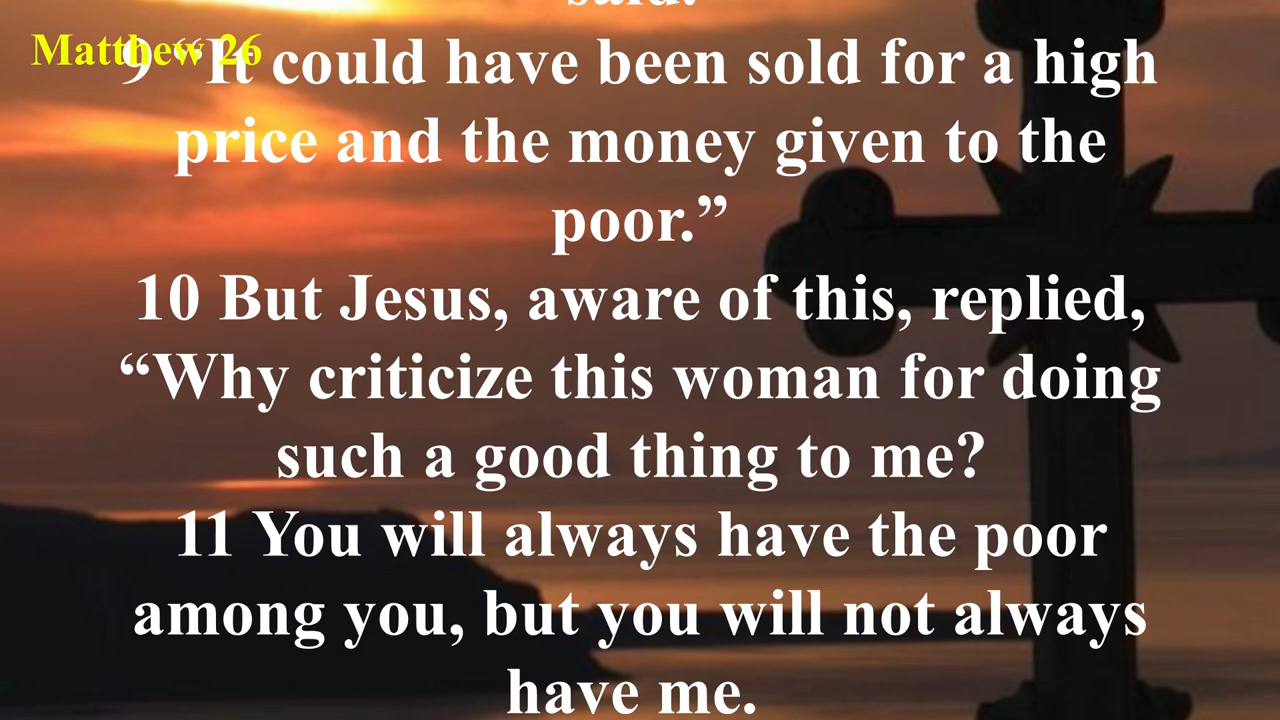 said.
Matthew 26
9 “It could have been sold for a high
price and the money given to the
poor.”
10 But Jesus, aware of this, replied,
“Why criticize this woman for doing
such a good thing to me?
11 You will always have the poor
among you, but you will not always
have me.